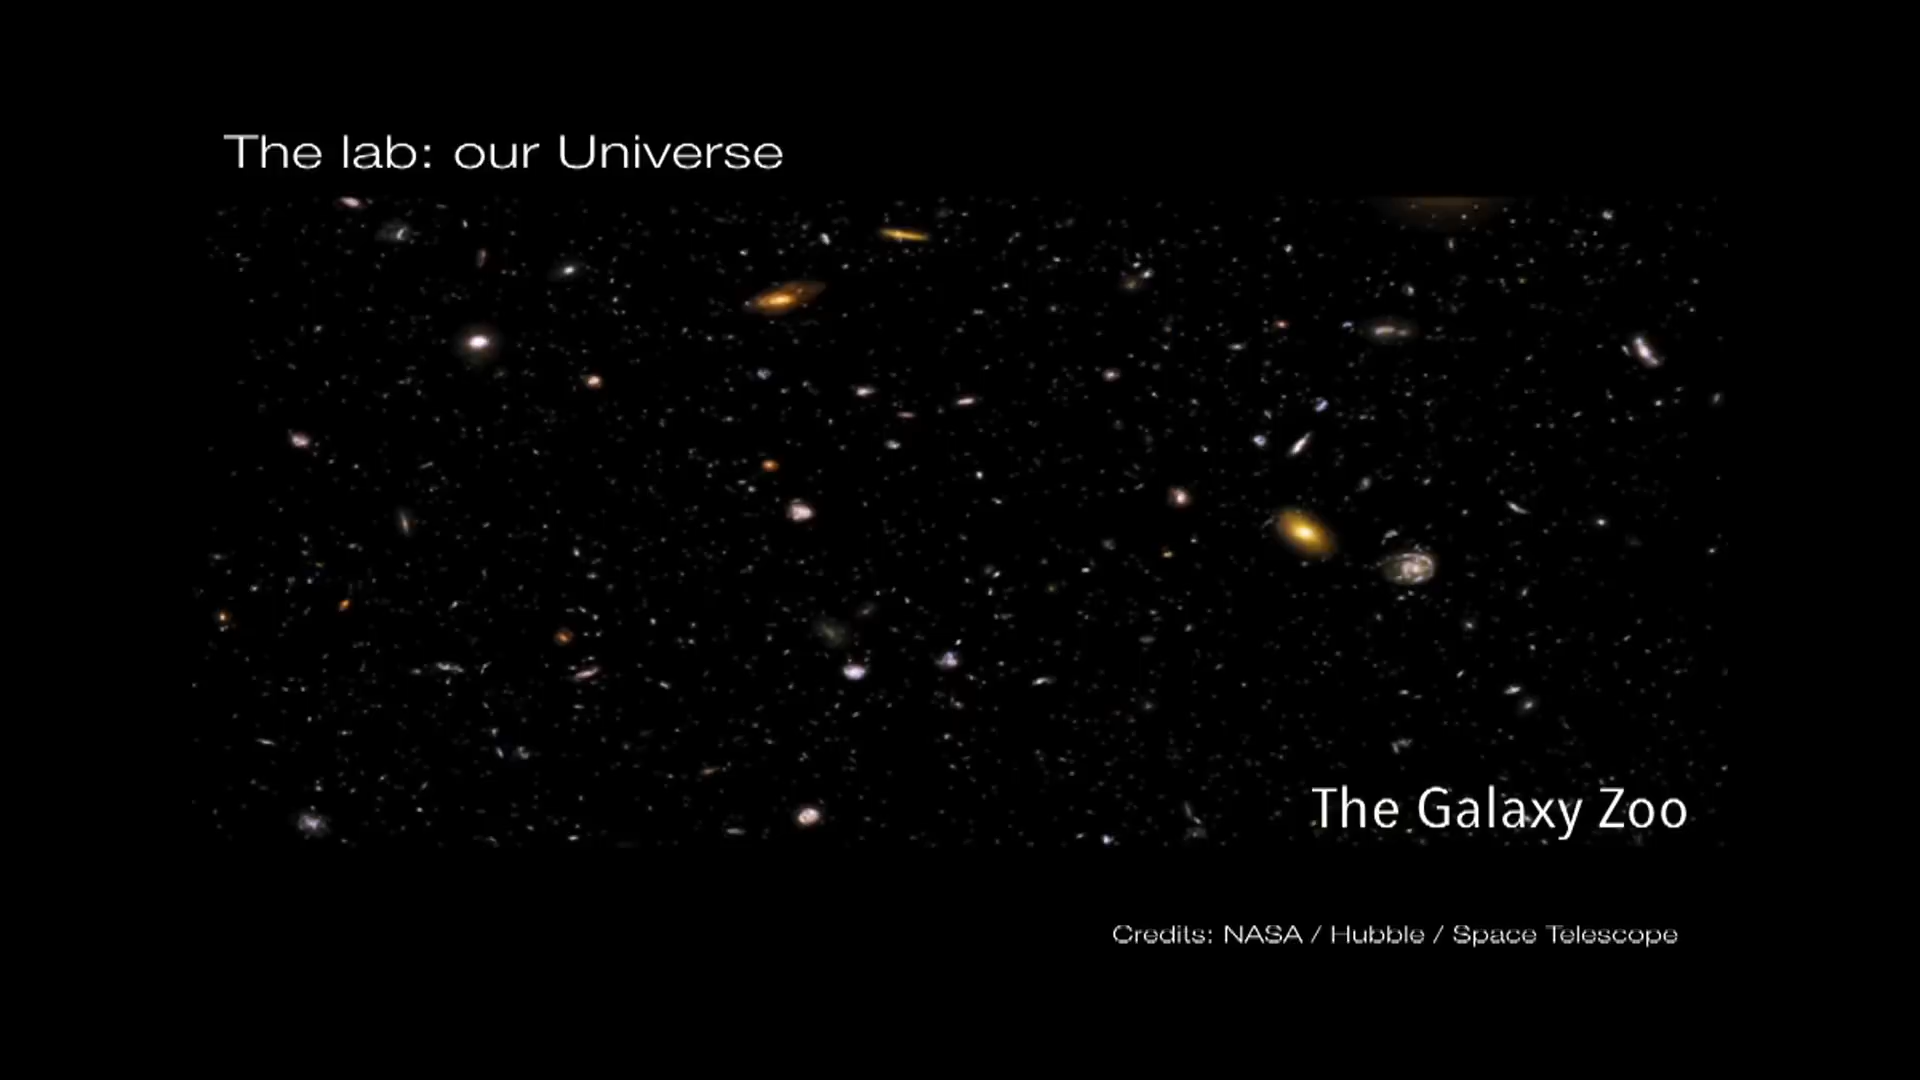 The lab: our Universe
The Galaxy Zoo
Credits: NASA / Hubble / Space Telescope